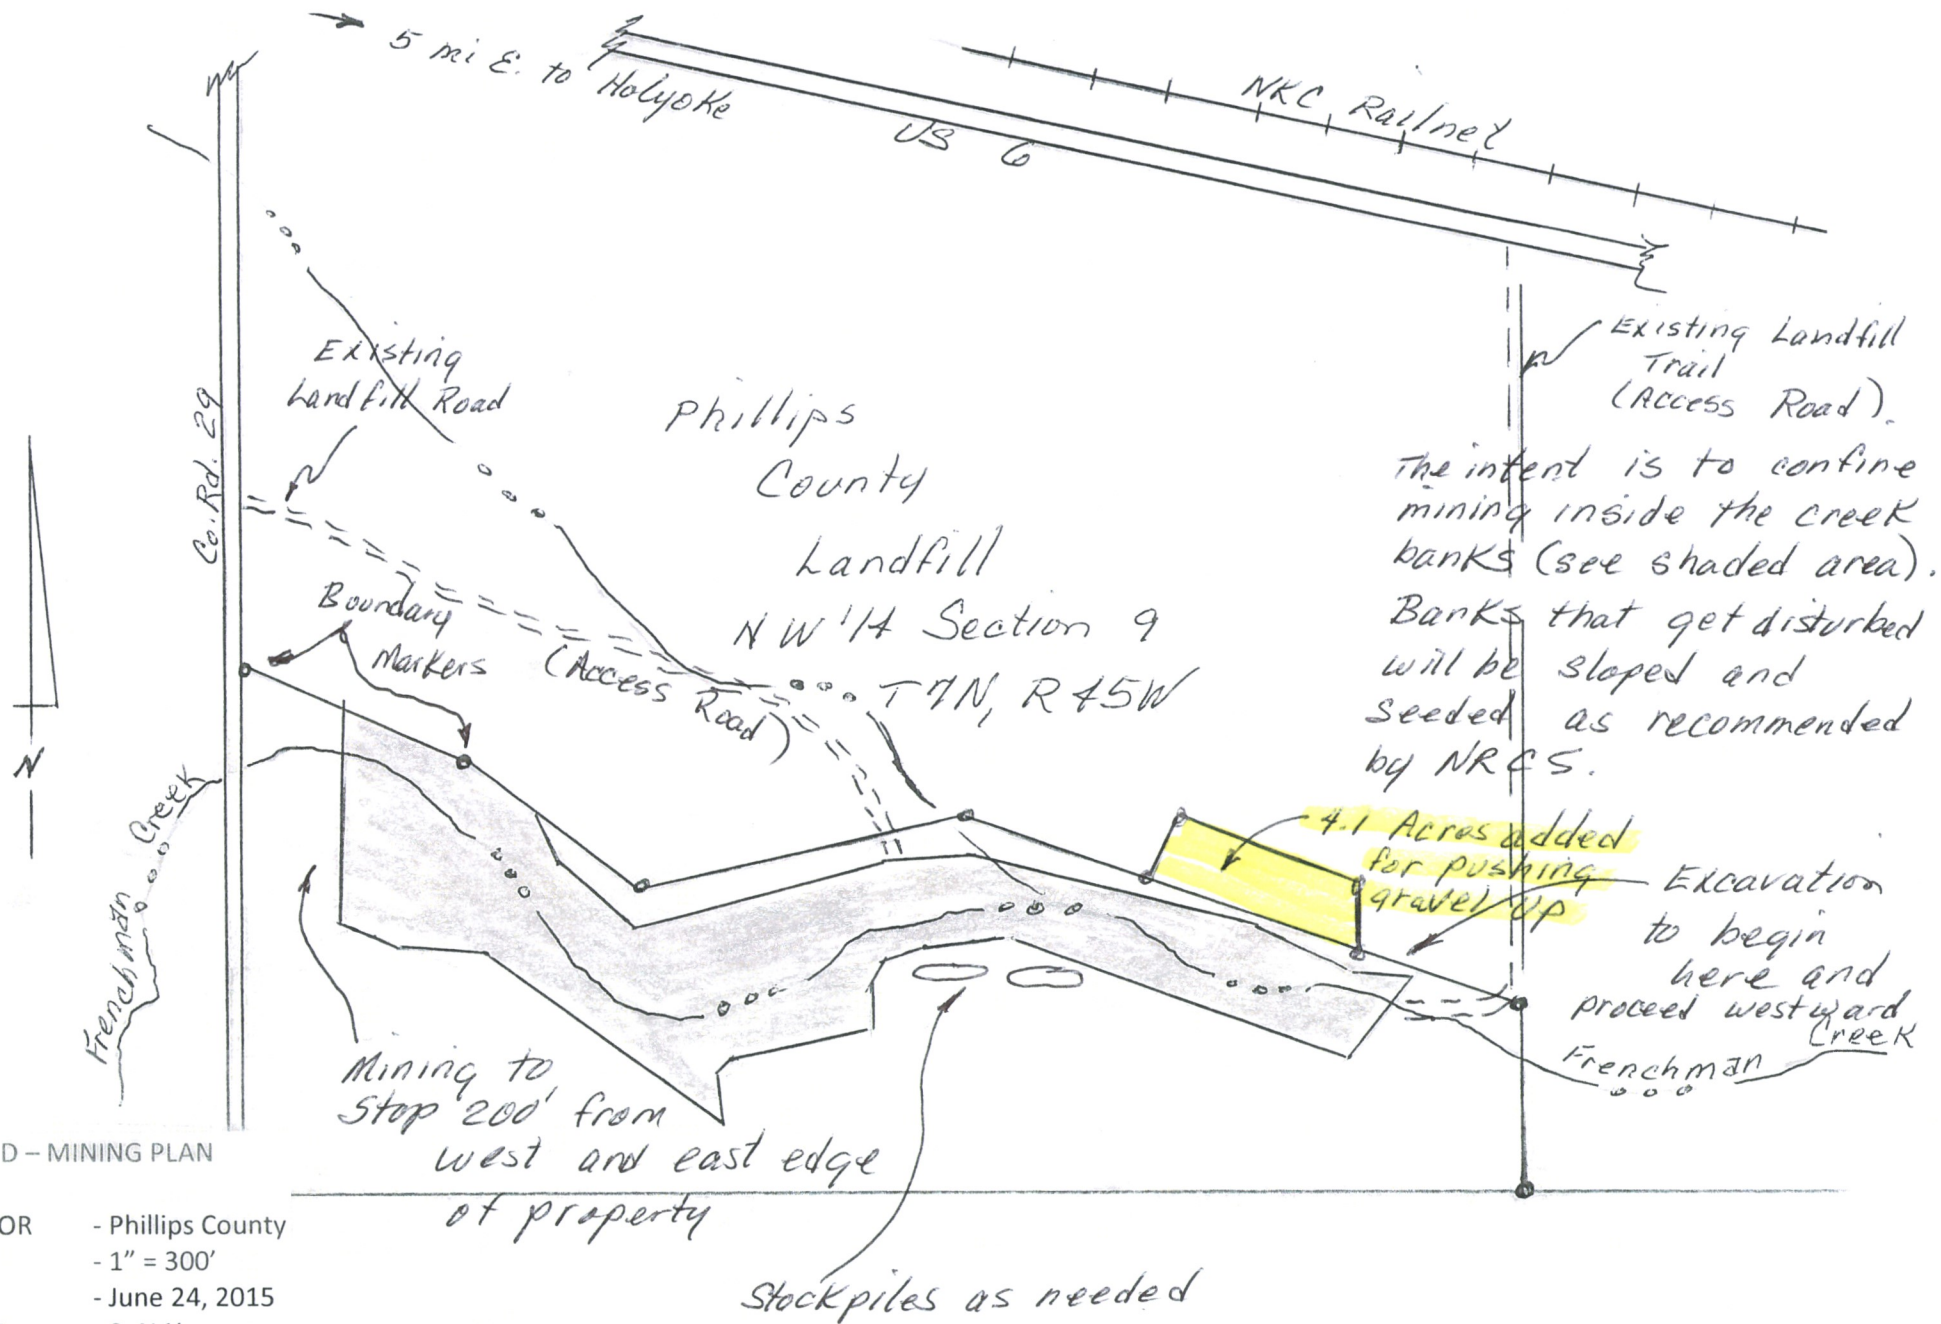 5 mi E. to Holyoke
US 6
NKC Railnet
Existing
Landfill Road
Co. Rd. 29
Phillips
County
Landfill
NW 1/4 Section 9
T7N, R45W
Existing Landfill
Trail
(Access Road).
The intent is to confine
mining inside the creek
banks (see shaded area).
Banks that get disturbed
will be sloped and
seeded as recommended
by NRCS.
Boundary
Markers
(Access Road)
N
Frenchman Creek
4.1 Acres added
for pushing
gravel up
Excavation
to begin
here and
proceed westward
Frenchman Creek
Mining to
Stop 200' from
west and east edge
of property
Stockpiles as needed
D – MINING PLAN
OR - Phillips County
- 1" = 300'
- June 24, 2015